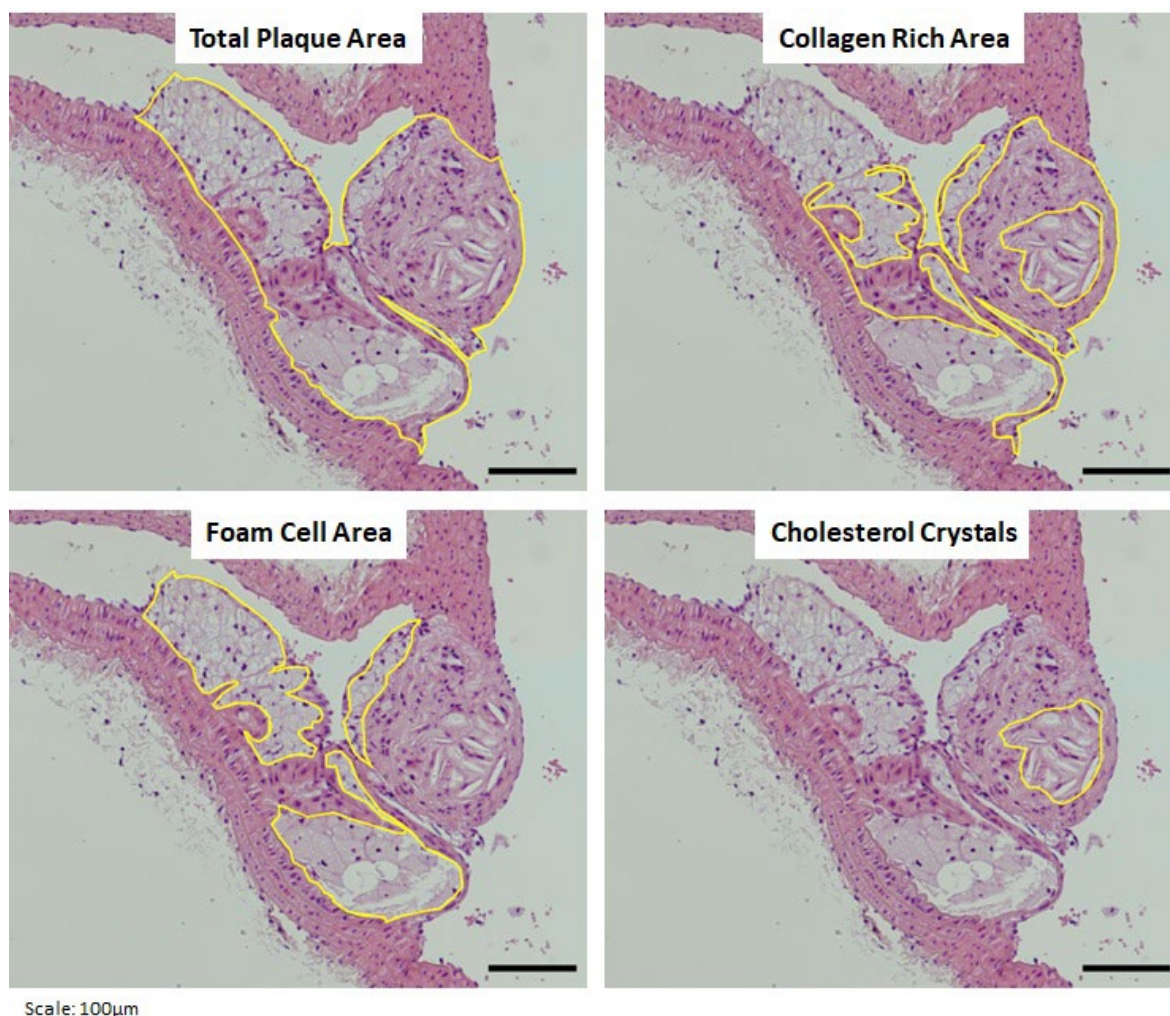 Total Plaque Area
Collagen Rich Area
Foam Cell Area
Cholesterol Crystals
Scale: 100µm